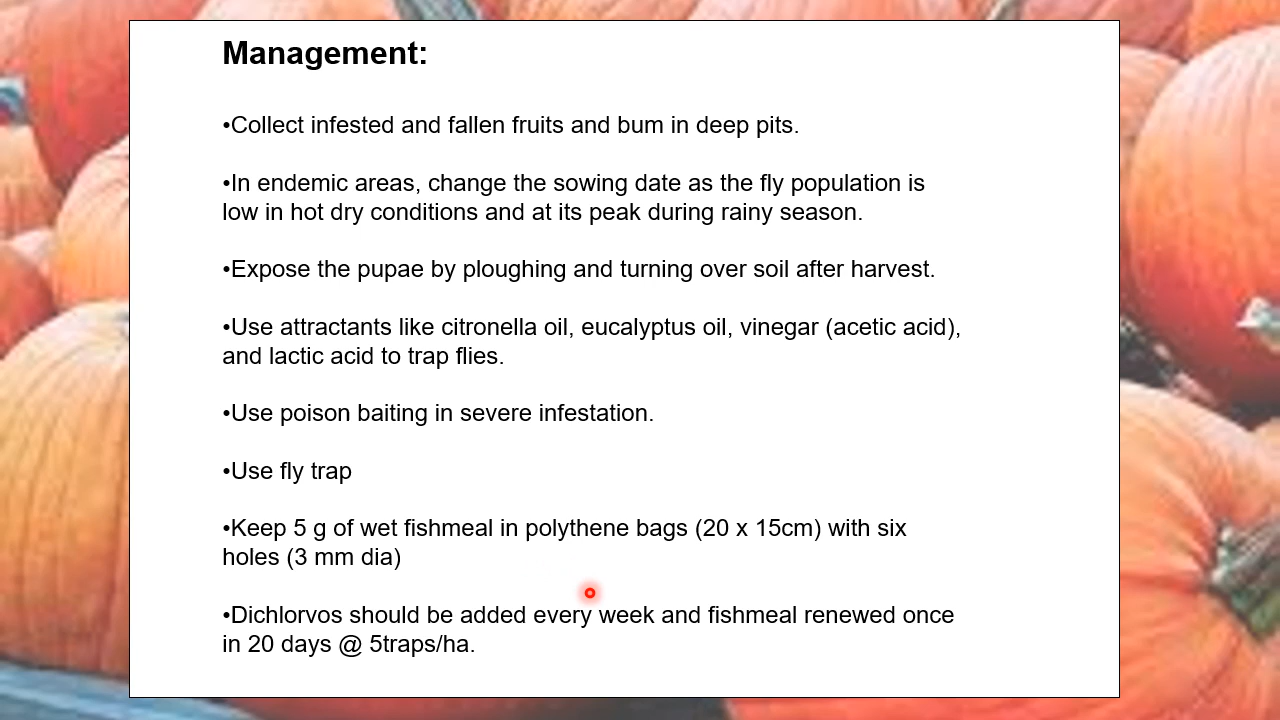 Management:
•Collect infested and fallen fruits and bum in deep pits.
•In endemic areas, change the sowing date as the fly population is
low in hot dry conditions and at its peak during rainy season.
•Expose the pupae by ploughing and turning over soil after harvest.
•Use attractants like citronella oil, eucalyptus oil, vinegar (acetic acid),
and lactic acid to trap flies.
•Use poison baiting in severe infestation.
•Use fly trap
•Keep 5 g of wet fishmeal in polythene bags (20 x 15cm) with six
holes (3 mm dia)
•Dichlorvos should be added every week and fishmeal renewed once
in 20 days @ 5traps/ha.